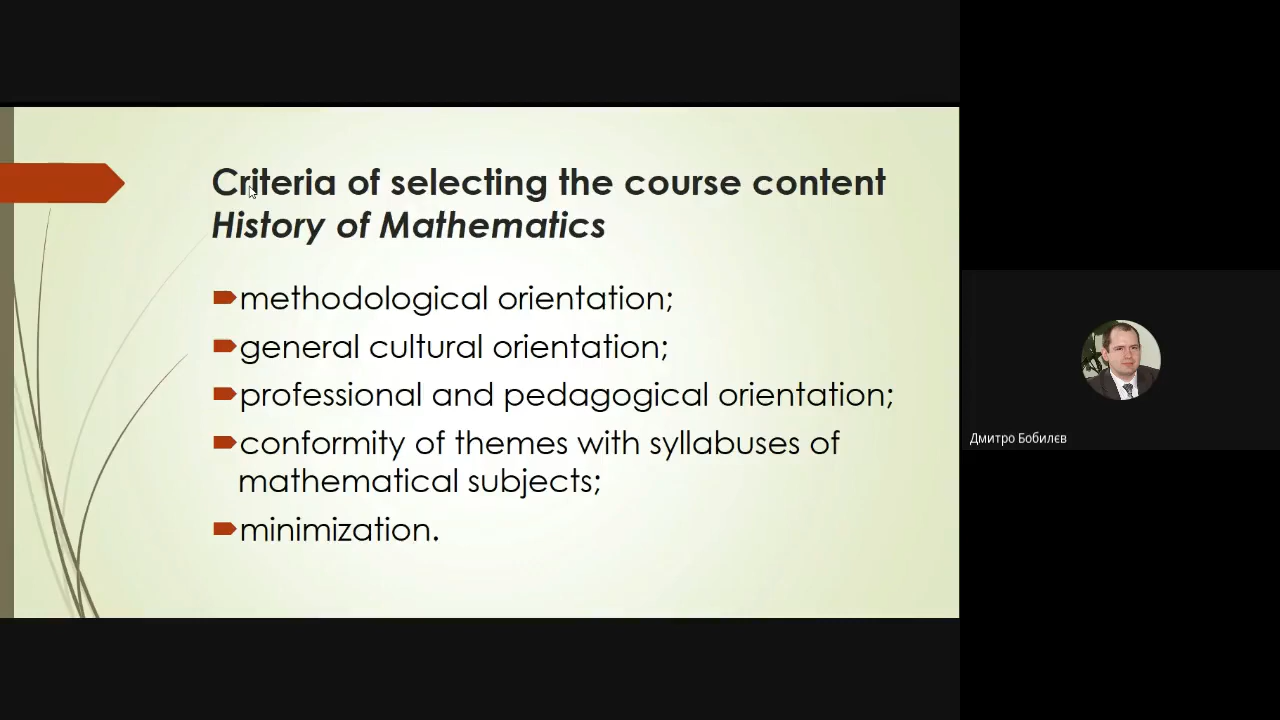 Criteria of selecting the course content
History of Mathematics
methodological orientation;
general cultural orientation;
professional and pedagogical orientation;
conformity of themes with syllabuses of
mathematical subjects;
minimization.
Дмитро Бобилєв